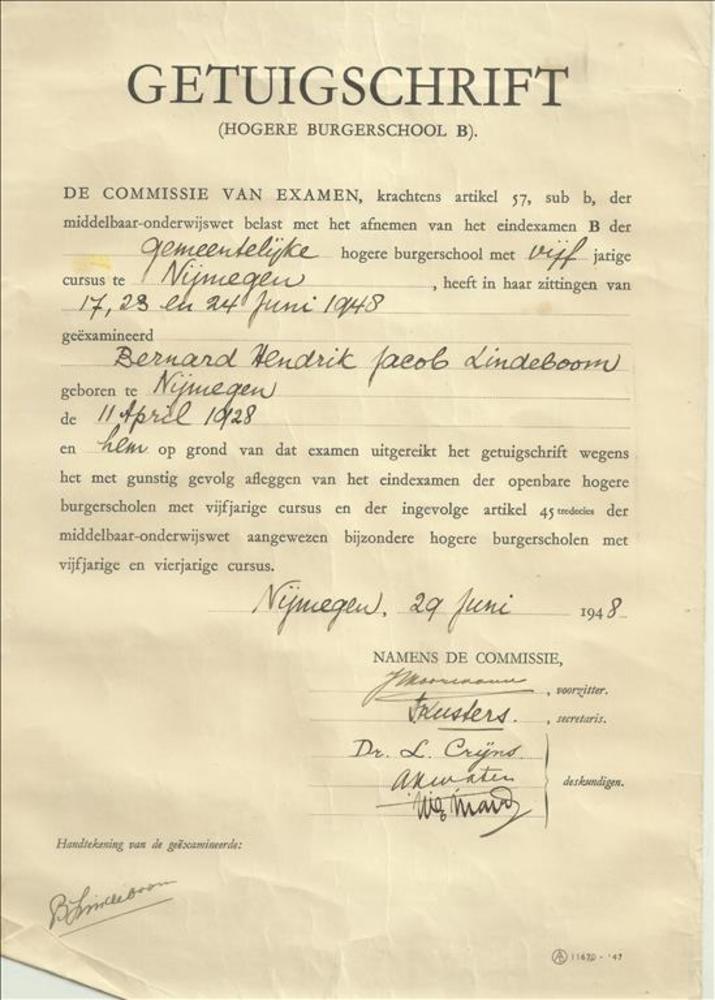 GETUIGSCHRIFT
(HOGERE BURGERSCHOOL B).
DE COMMISSIE VAN EXAMEN, krachtens artikel 57, sub b, der
middelbaar-onderwijswet belast met het afnemen van het eindexamen B der
gemeentelijke hogere burgerschool met vijf jarige
cursus te Nijmegen, heeft in haar zittingen van
17, 23 en 24 Juni 1948
geëxamineerd
Bernard Hendrik Jacob Lindeboom
geboren te Nijmegen
de 11 April 1928
en hem op grond van dat examen uitgereikt het getuigschrift wegens
het met gunstig gevolg afleggen van het eindexamen der openbare hogere
burgerscholen met vijfjarige cursus en der ingevolge artikel 45 tredecies der
middelbaar-onderwijswet aangewezen bijzondere hogere burgerscholen met
vijfjarige en vierjarige cursus.
Nijmegen, 29 Juni 1948
NAMENS DE COMMISSIE,
, voorzitter.
Kusters. , secretaris.
Dr. L. Crijns
deskundigen.
Handtekening van de geëxamineerde:
B Lindeboom
11670 - '47